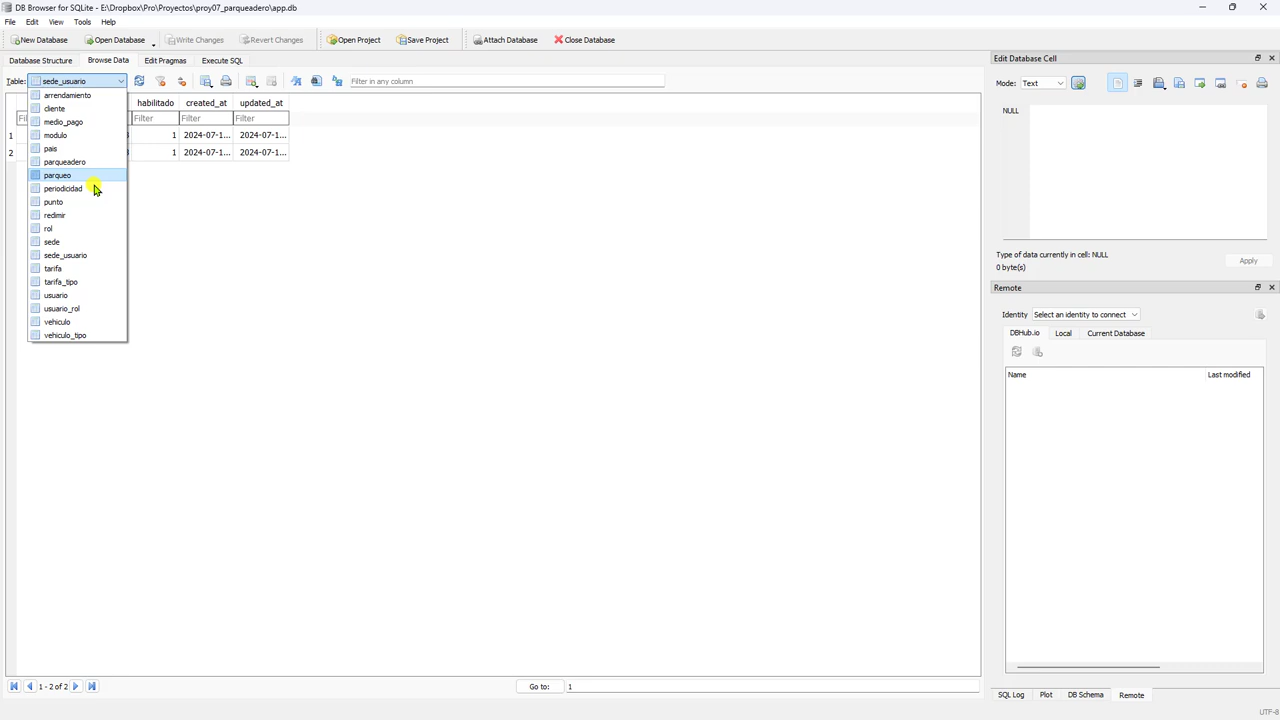 DB Browser for SQLite - E:\Dropbox\Pro\Proyectos\proy07_parqueadero\app.db
File Edit View Tools Help
New Database Open Database Write Changes Revert Changes Open Project Save Project Attach Database Close Database
Database Structure Browse Data Edit Pragmas Execute SQL
Table: sede_usuario Filter in any column
arrendamiento
cliente
medio_pago
modulo
pais
parqueadero
parqueo
periodicidad
punto
redimir
rol
sede
sede_usuario
tarifa
tarifa_tipo
usuario
usuario_rol
vehiculo
vehiculo_tipo
habilitado created_at updated_at
Filter Filter Filter
1 1 2024-07-1... 2024-07-1...
2 1 2024-07-1... 2024-07-1...
1 - 2 of 2 Go to: 1
Edit Database Cell
Mode: Text
NULL
Type of data currently in cell: NULL
0 byte(s)
Apply
Remote
Identity Select an identity to connect
DBHub.io Local Current Database
Name Last modified
SQL Log Plot DB Schema Remote
UTF-8